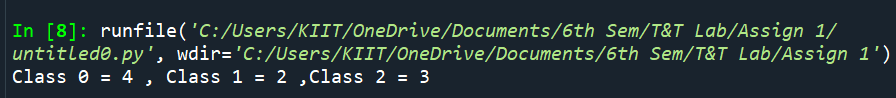 In [8]: runfile('C:/Users/KIIT/OneDrive/Documents/6th Sem/T&T Lab/Assign 1/
untitled0.py', wdir='C:/Users/KIIT/OneDrive/Documents/6th Sem/T&T Lab/Assign 1')
Class 0 = 4 , Class 1 = 2 ,Class 2 = 3